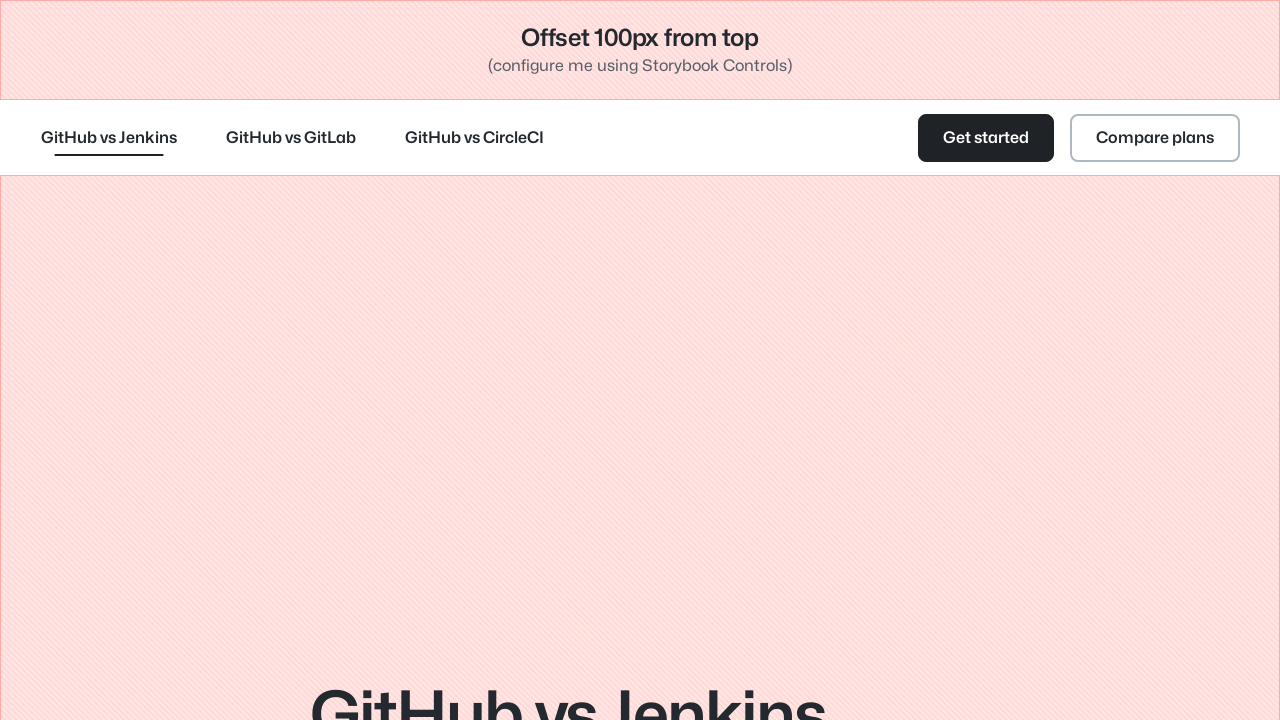 Offset 100px from top
(configure me using Storybook Controls)
GitHub vs Jenkins GitHub vs GitLab GitHub vs CircleCI Get started Compare plans
GitHub vs Jenkins